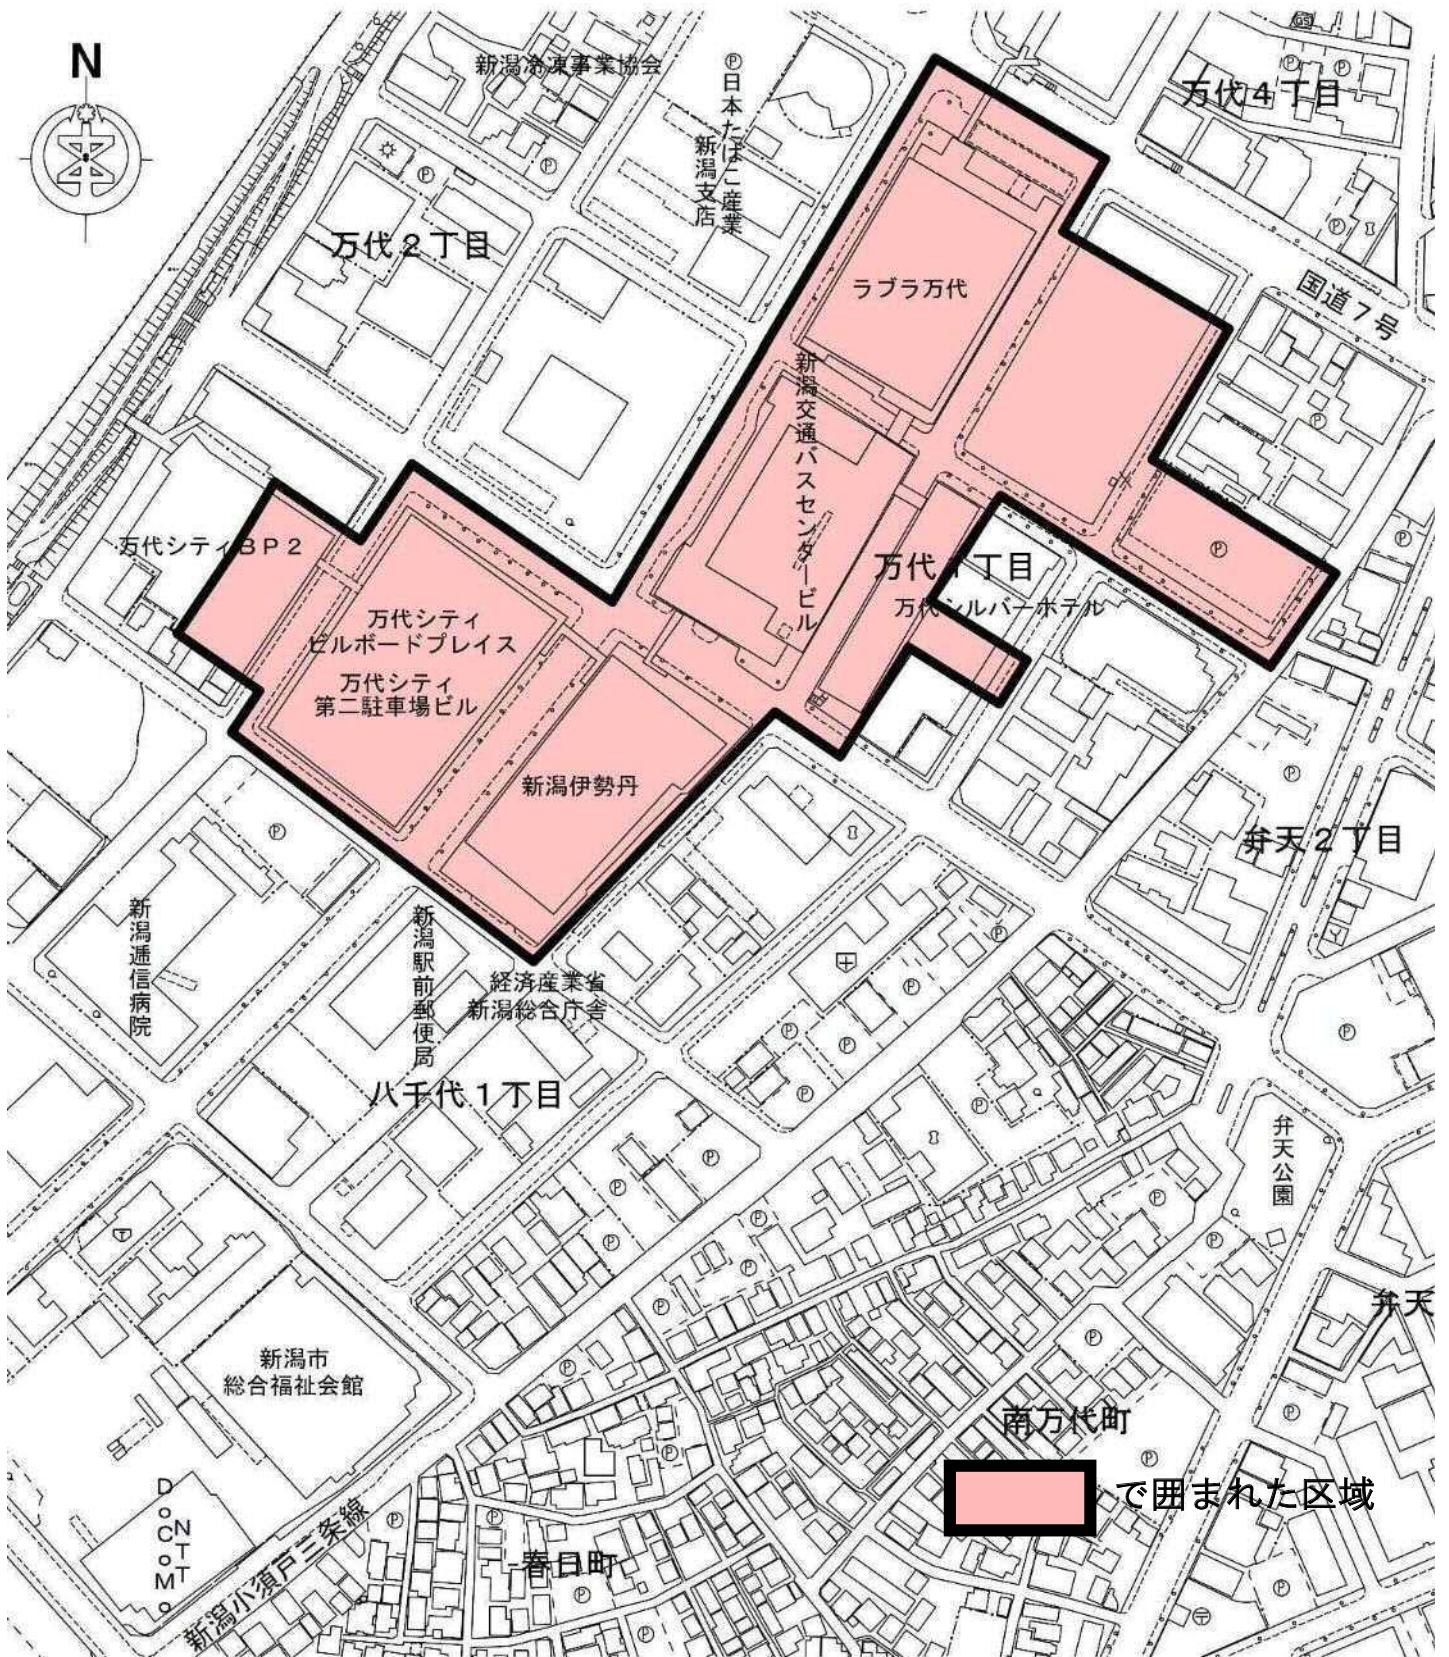 N
新潟冷凍事業協会
Ⓟ日本たばこ産業
新潟支店
万代4丁目
万代2丁目
国道7号
ラブラ万代
新潟交通バスセンタービル
万代シティBP2
万代1丁目
万代シルバーホテル
万代シティ
ビルボードプレイス
万代シティ
第二駐車場ビル
新潟伊勢丹
弁天2丁目
新潟逓信病院
新潟駅前郵便局
経済産業省
新潟総合庁舎
八千代1丁目
弁天公園
弁天
新潟市
総合福祉会館
南万代町
で囲まれた区域
NTT
DoCoMo
新潟小須戸三条線
春日町